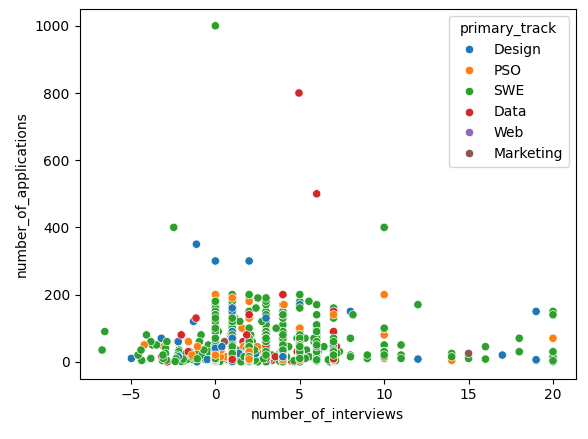 primary_track
Design
PSO
SWE
Data
Web
Marketing
number_of_applications
1000
800
600
400
200
0
−5
0
5
10
15
20
number_of_interviews